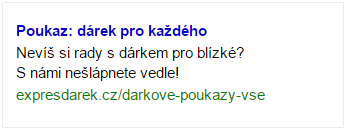 Poukaz: dárek pro každého
Nevíš si rady s dárkem pro blízké?
S námi nešlápnete vedle!
expresdarek.cz/darkove-poukazy-vse